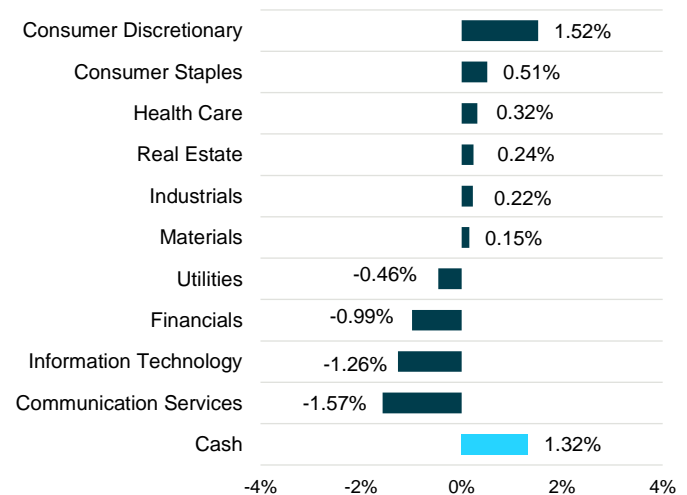 Consumer Discretionary 1.52%
Consumer Staples 0.51%
Health Care 0.32%
Real Estate 0.24%
Industrials 0.22%
Materials 0.15%
Utilities -0.46%
Financials -0.99%
Information Technology -1.26%
Communication Services -1.57%
Cash 1.32%
-4% -2% 0% 2% 4%